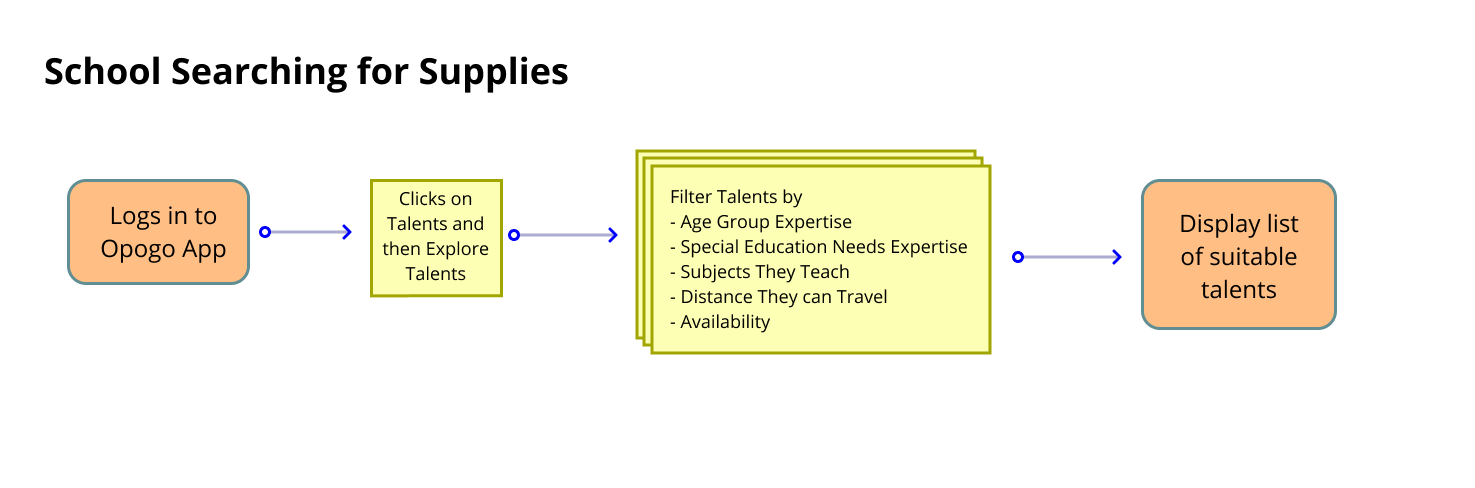 School Searching for Supplies
Logs in to
Opogo App
Clicks on
Talents and
then Explore
Talents
Filter Talents by
- Age Group Expertise
- Special Education Needs Expertise
- Subjects They Teach
- Distance They can Travel
- Availability
Display list
of suitable
talents